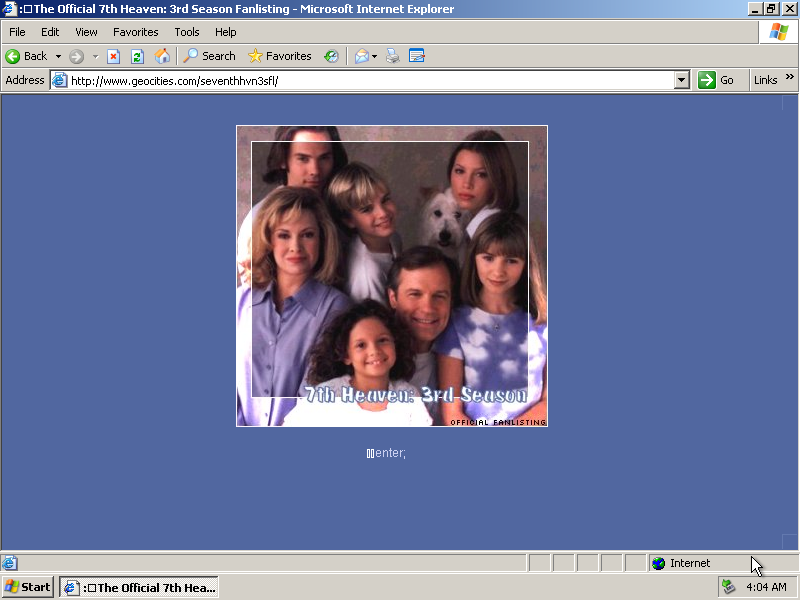 :□The Official 7th Heaven: 3rd Season Fanlisting - Microsoft Internet Explorer
File Edit View Favorites Tools Help
Back Search Favorites
Address http://www.geocities.com/seventhhvn3sfl/ Go Links »
7th Heaven: 3rd Season
OFFICIAL FANLISTING
▯▯enter;
Internet
Start :□The Official 7th Hea... 4:04 AM